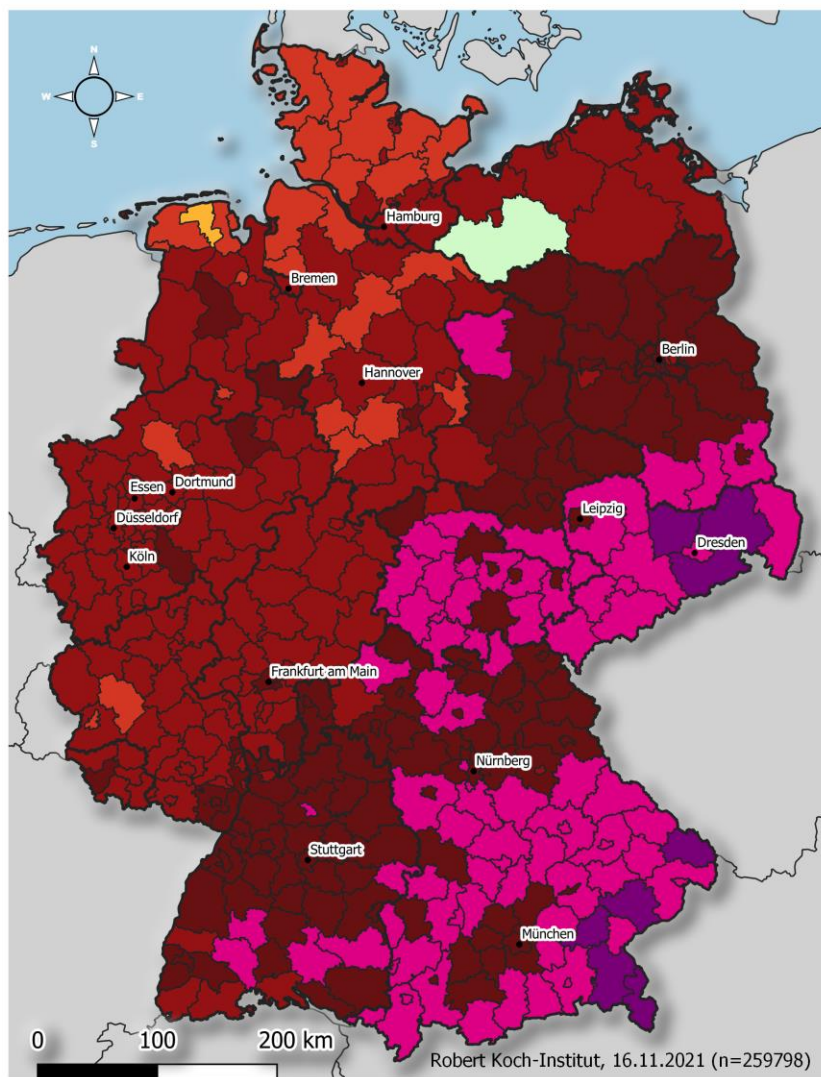 N
W E
S
Hamburg
Bremen
Berlin
Hannover
Essen
Dortmund
Düsseldorf
Leipzig
Köln
Dresden
Frankfurt am Main
Nürnberg
Stuttgart
München
0 100 200 km
Robert Koch-Institut, 16.11.2021 (n=259798)